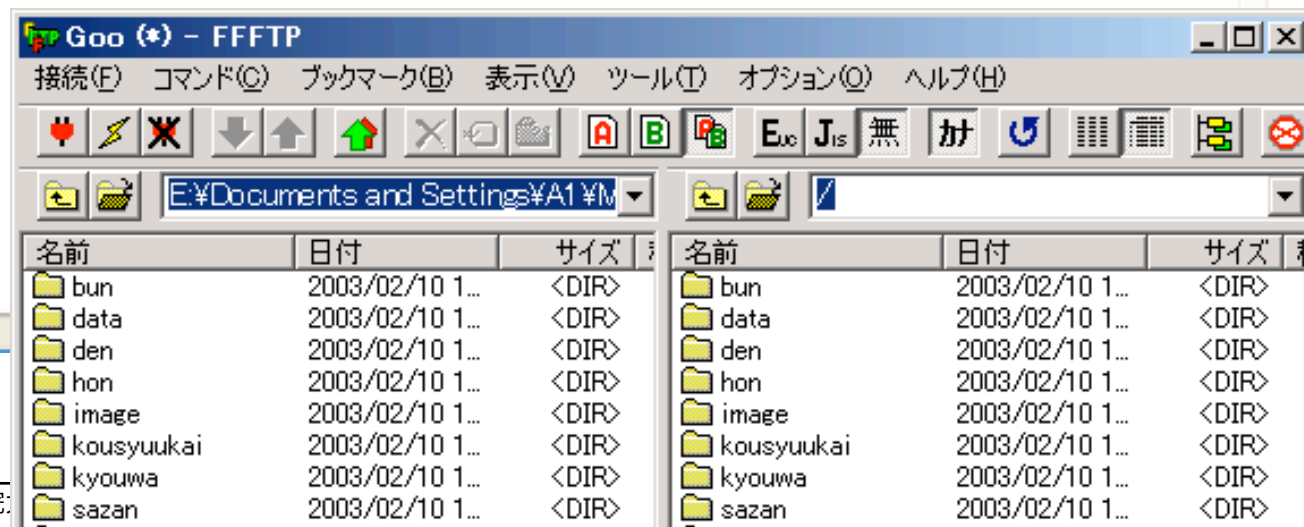 Goo (*) - FFFTP
接続(F) コマンド(C) ブックマーク(B) 表示(V) ツール(T) オプション(O) ヘルプ(H)
A B A B Euc Jis 無 カナ
E:¥Documents and Settings¥A1¥M /
名前 日付 サイズ 名前 日付 サイズ
bun 2003/02/10 1... <DIR> bun 2003/02/10 1... <DIR>
data 2003/02/10 1... <DIR> data 2003/02/10 1... <DIR>
den 2003/02/10 1... <DIR> den 2003/02/10 1... <DIR>
hon 2003/02/10 1... <DIR> hon 2003/02/10 1... <DIR>
image 2003/02/10 1... <DIR> image 2003/02/10 1... <DIR>
kousyuukai 2003/02/10 1... <DIR> kousyuukai 2003/02/10 1... <DIR>
kyouwa 2003/02/10 1... <DIR> kyouwa 2003/02/10 1... <DIR>
sazan 2003/02/10 1... <DIR> sazan 2003/02/10 1... <DIR>